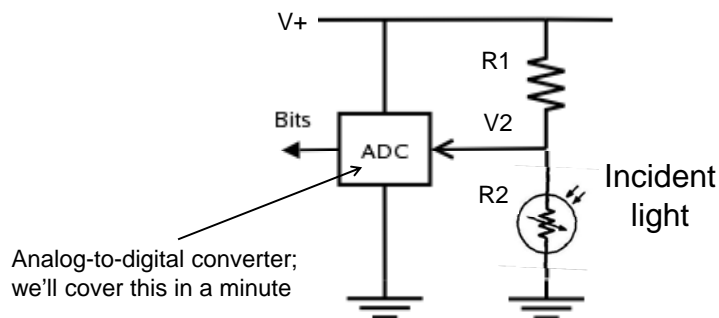 V+
R1
Bits
V2
ADC
R2
Incident
light
Analog-to-digital converter;
we'll cover this in a minute